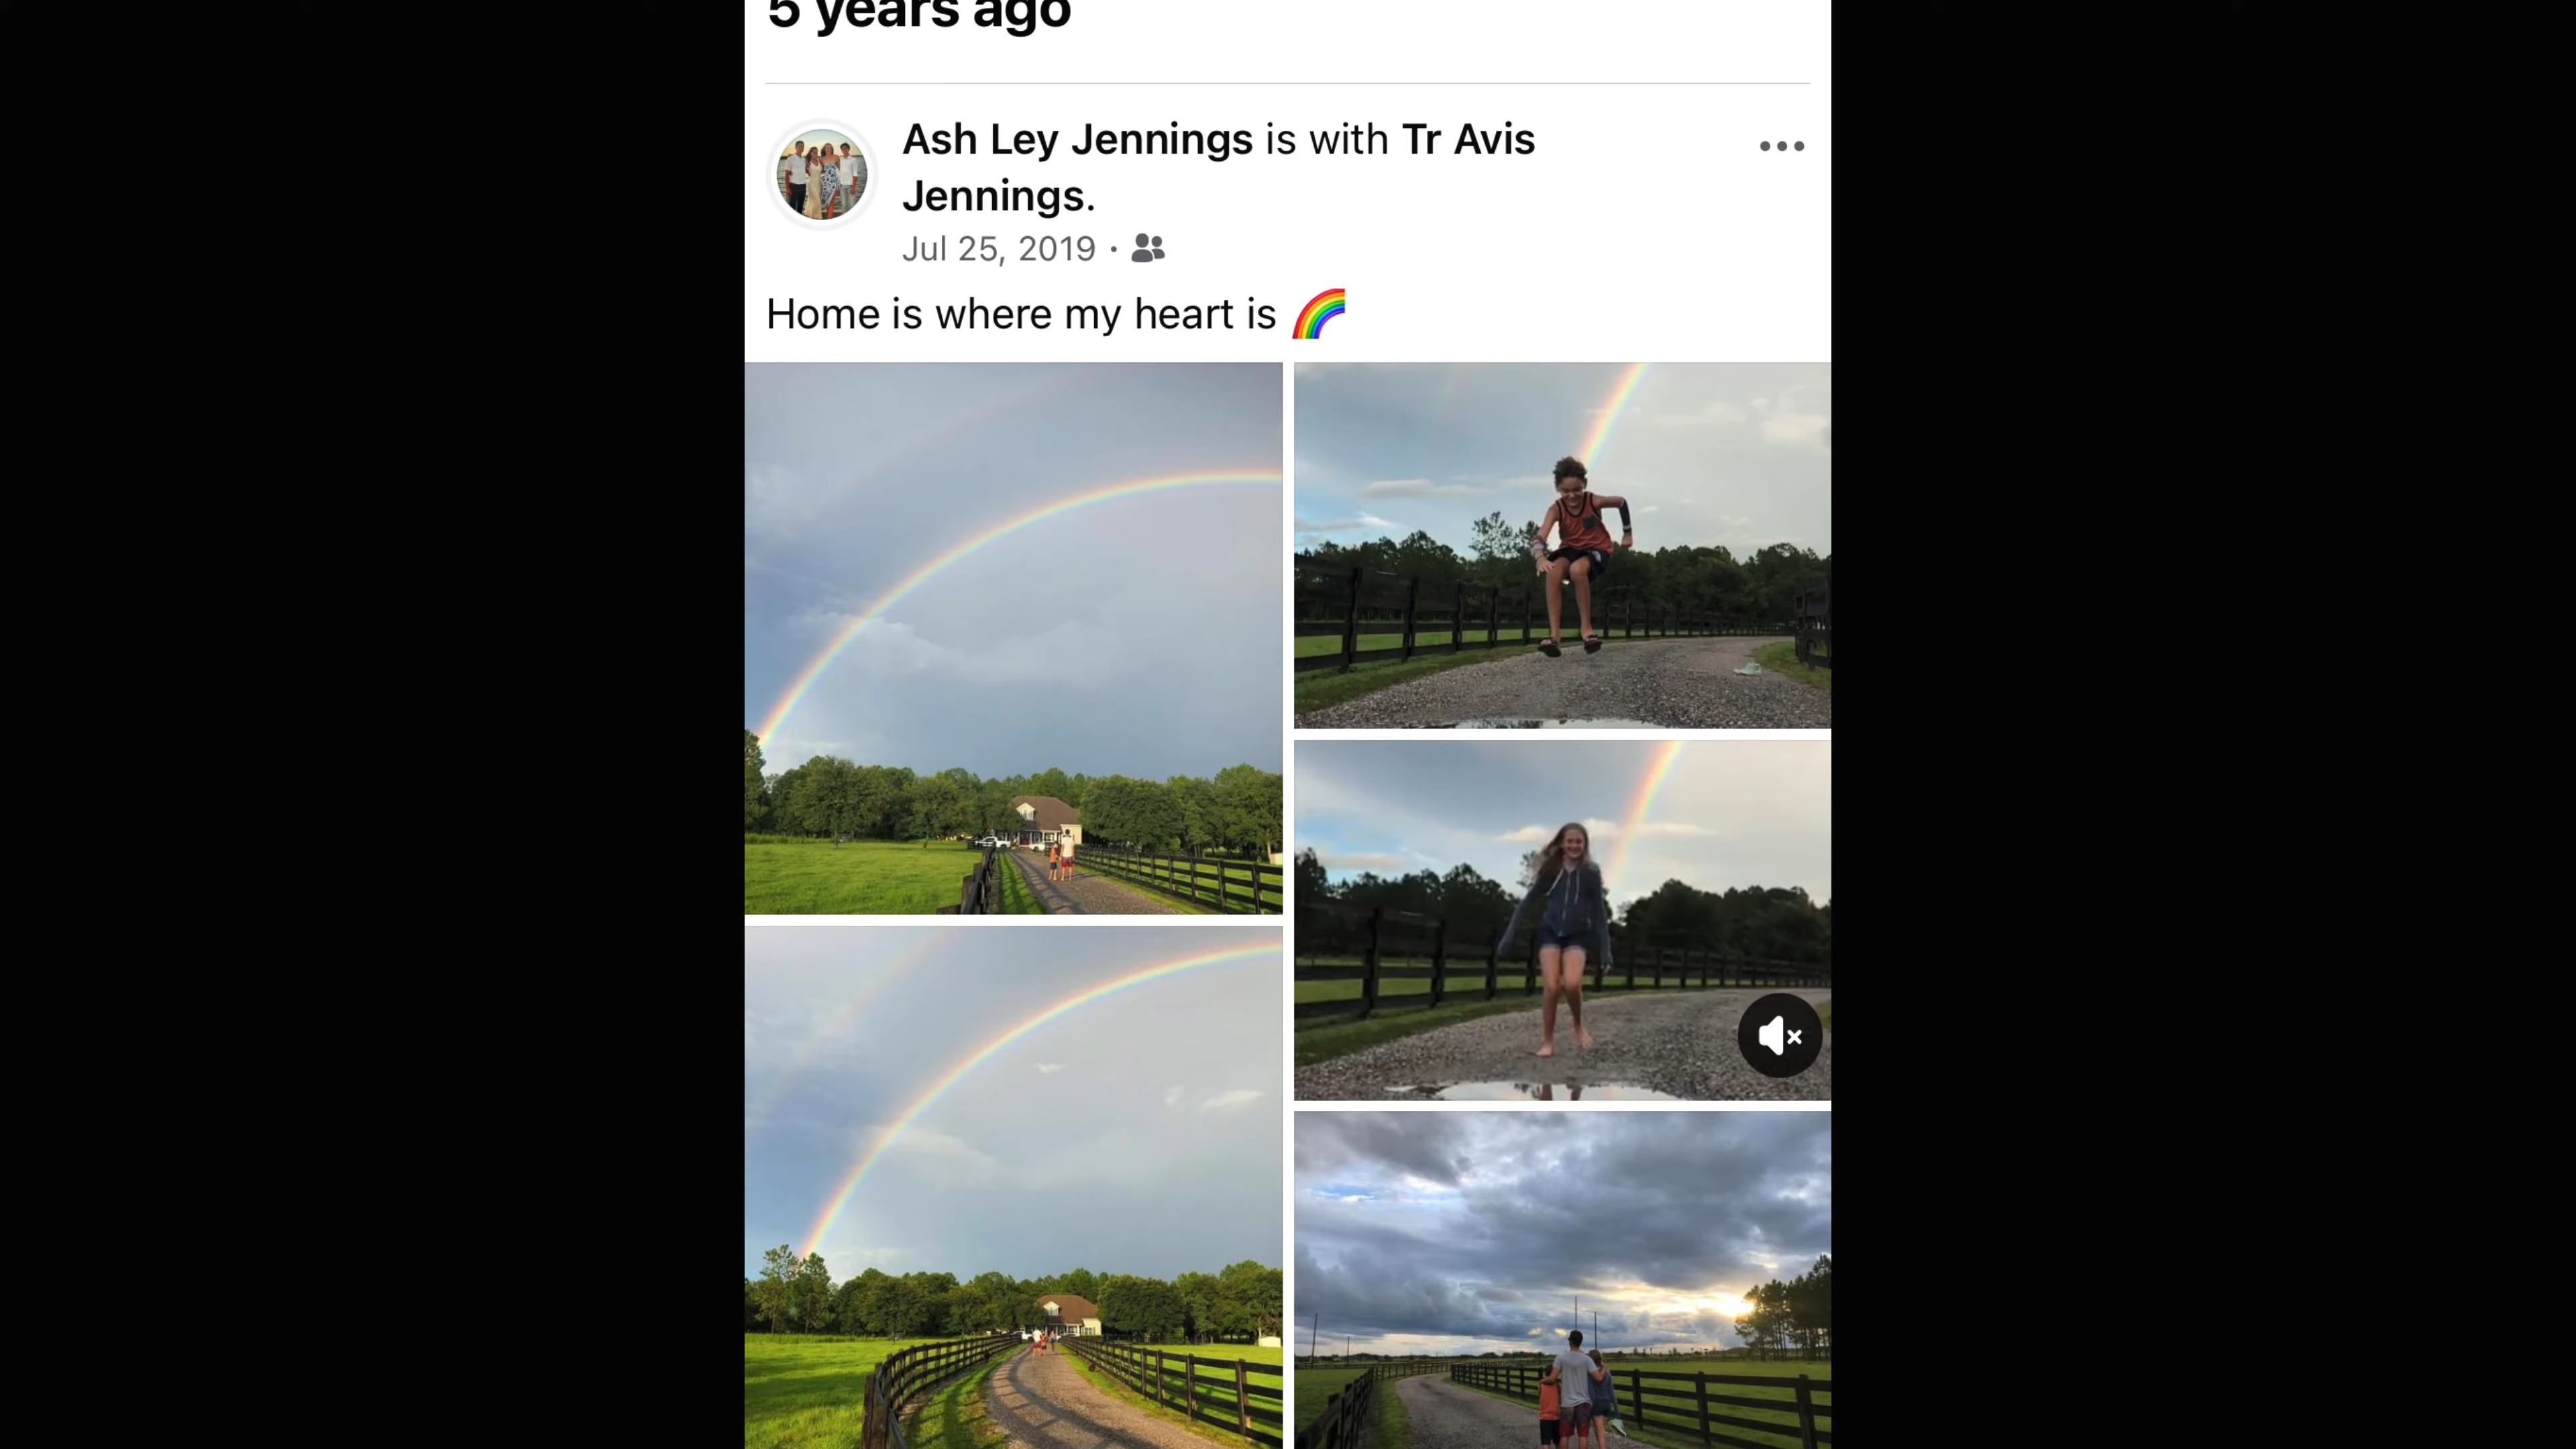 5 years ago
Ash Ley Jennings is with Tr Avis
Jennings.
Jul 25, 2019 ·
Home is where my heart is 🌈